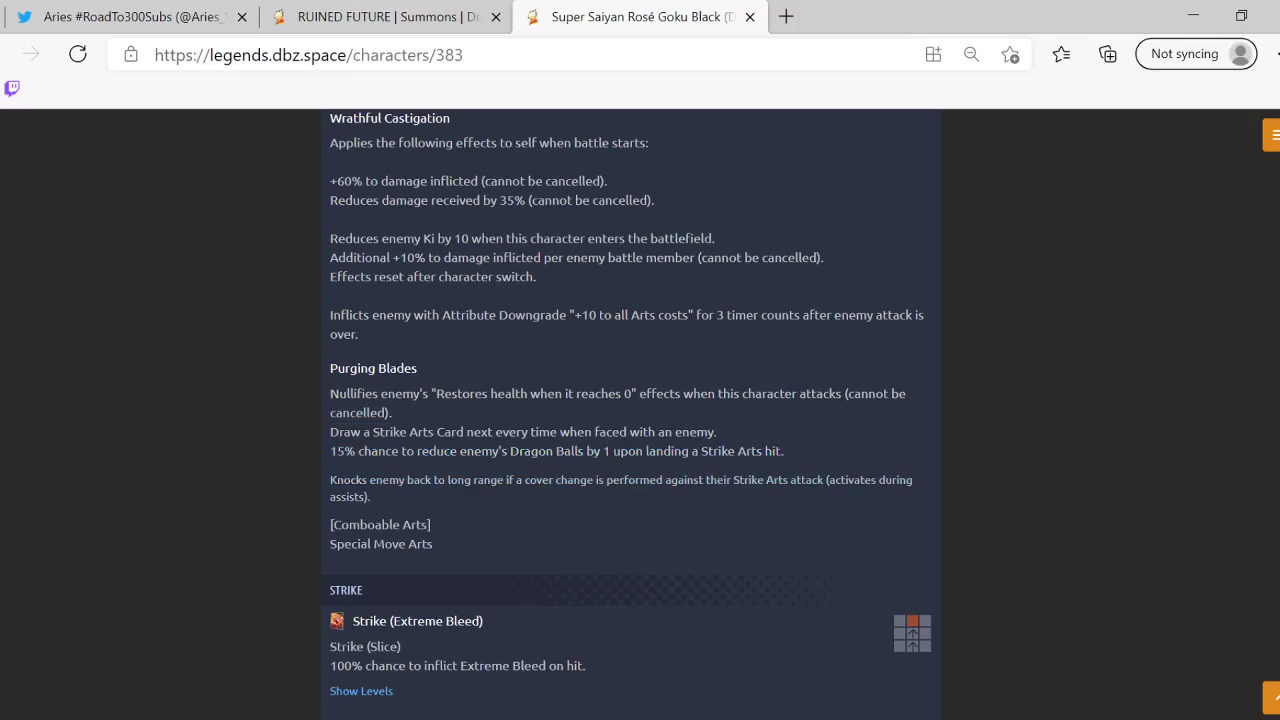 Aries #RoadTo300Subs (@Aries_
RUINED FUTURE | Summons | Dr
Super Saiyan Rosé Goku Black (D
https://legends.dbz.space/characters/383
Not syncing
Wrathful Castigation
Applies the following effects to self when battle starts:
+60% to damage inflicted (cannot be cancelled).
Reduces damage received by 35% (cannot be cancelled).
Reduces enemy Ki by 10 when this character enters the battlefield.
Additional +10% to damage inflicted per enemy battle member (cannot be cancelled).
Effects reset after character switch.
Inflicts enemy with Attribute Downgrade "+10 to all Arts costs" for 3 timer counts after enemy attack is
over.
Purging Blades
Nullifies enemy's "Restores health when it reaches 0" effects when this character attacks (cannot be
cancelled).
Draw a Strike Arts Card next every time when faced with an enemy.
15% chance to reduce enemy's Dragon Balls by 1 upon landing a Strike Arts hit.
Knocks enemy back to long range if a cover change is performed against their Strike Arts attack (activates during
assists).
[Comboable Arts]
Special Move Arts
STRIKE
Strike (Extreme Bleed)
Strike (Slice)
100% chance to inflict Extreme Bleed on hit.
Show Levels